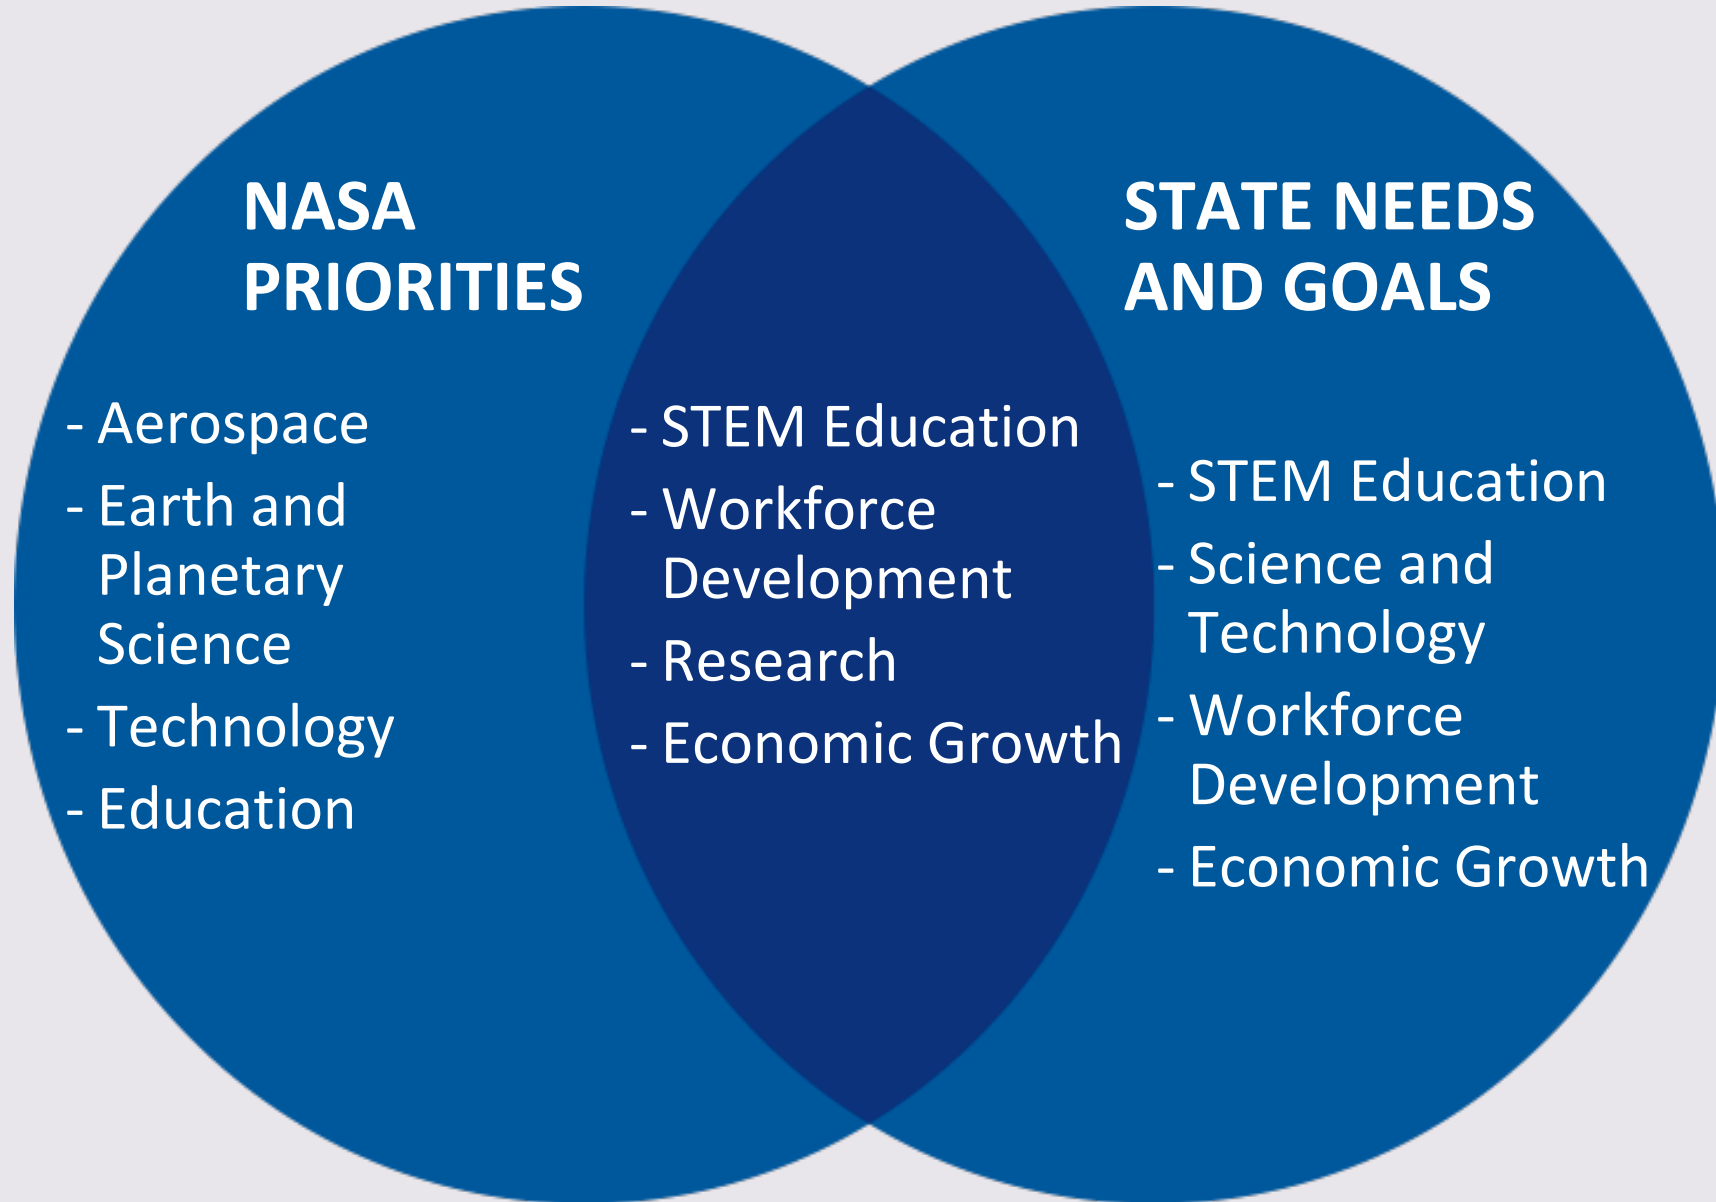 NASA
PRIORITIES
- Aerospace
- Earth and
Planetary
Science
- Technology
- Education
- STEM Education
- Workforce
Development
- Research
- Economic Growth
STATE NEEDS
AND GOALS
- STEM Education
- Science and
Technology
- Workforce
Development
- Economic Growth